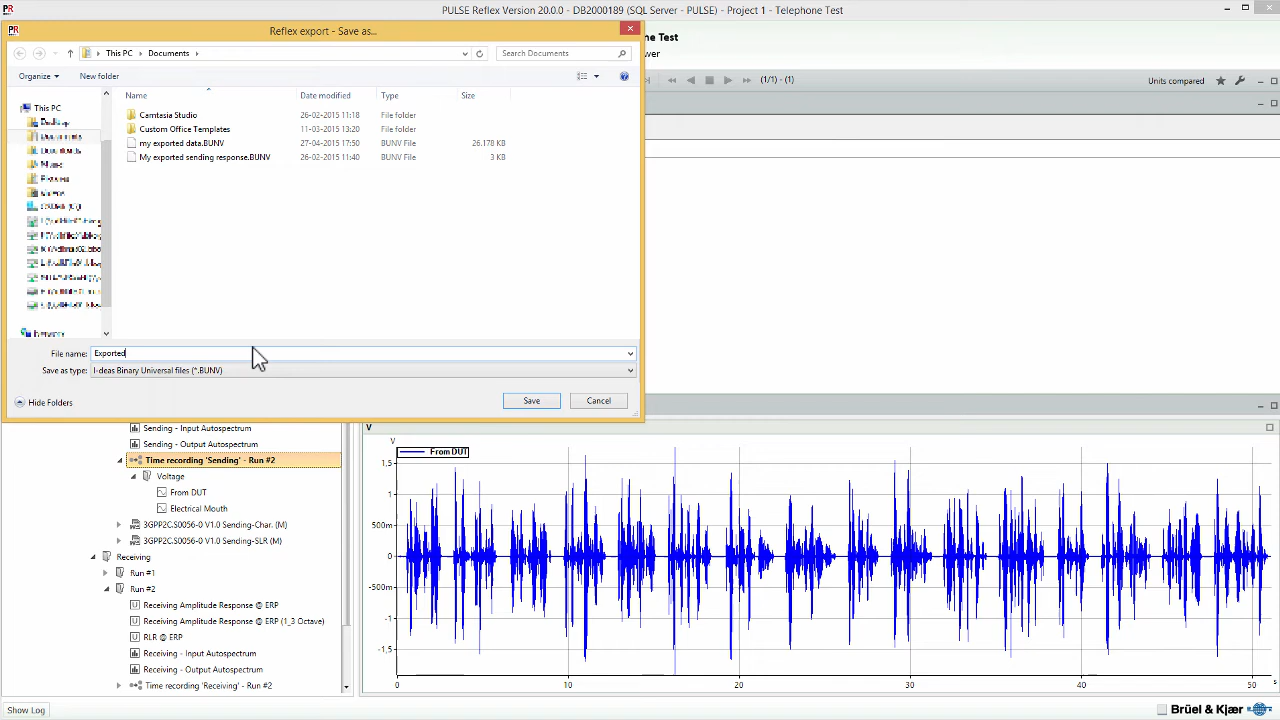 PULSE Reflex Version 20.0.0 - DB2000189 (SQL Server - PULSE) - Project 1 - Telephone Test
Reflex export - Save as...
This PC
Documents
Search Documents
Organize
New folder
(1/1) - (1)
Units compared
Name
Date modified
Type
Size
This PC
Camtasia Studio 26-02-2015 11:18 File folder
Custom Office Templates 11-03-2015 13:20 File folder
my exported data.BUNV 27-04-2015 17:50 BUNV File 26.178 KB
My exported sending response.BUNV 26-02-2015 11:40 BUNV File 3 KB
File name: Exported
Save as type: I-deas Binary Universal files (*.BUNV)
Hide Folders
Save
Cancel
Sending - Input Autospectrum
Sending - Output Autospectrum
Time recording 'Sending' - Run #2
Voltage
From DUT
Electrical Mouth
3GPP2C.S0056-0 V1.0 Sending-Char. (M)
3GPP2C.S0056-0 V1.0 Sending-SLR (M)
Receiving
Run #1
Run #2
Receiving Amplitude Response @ ERP
Receiving Amplitude Response @ ERP (1_3 Octave)
RLR @ ERP
Receiving - Input Autospectrum
Receiving - Output Autospectrum
Time recording 'Receiving' - Run #2
V
V
From DUT
1,5
1
500m
0
-500m
-1
-1,5
0 10 20 30 40 50 s
Show Log
Brüel & Kjær